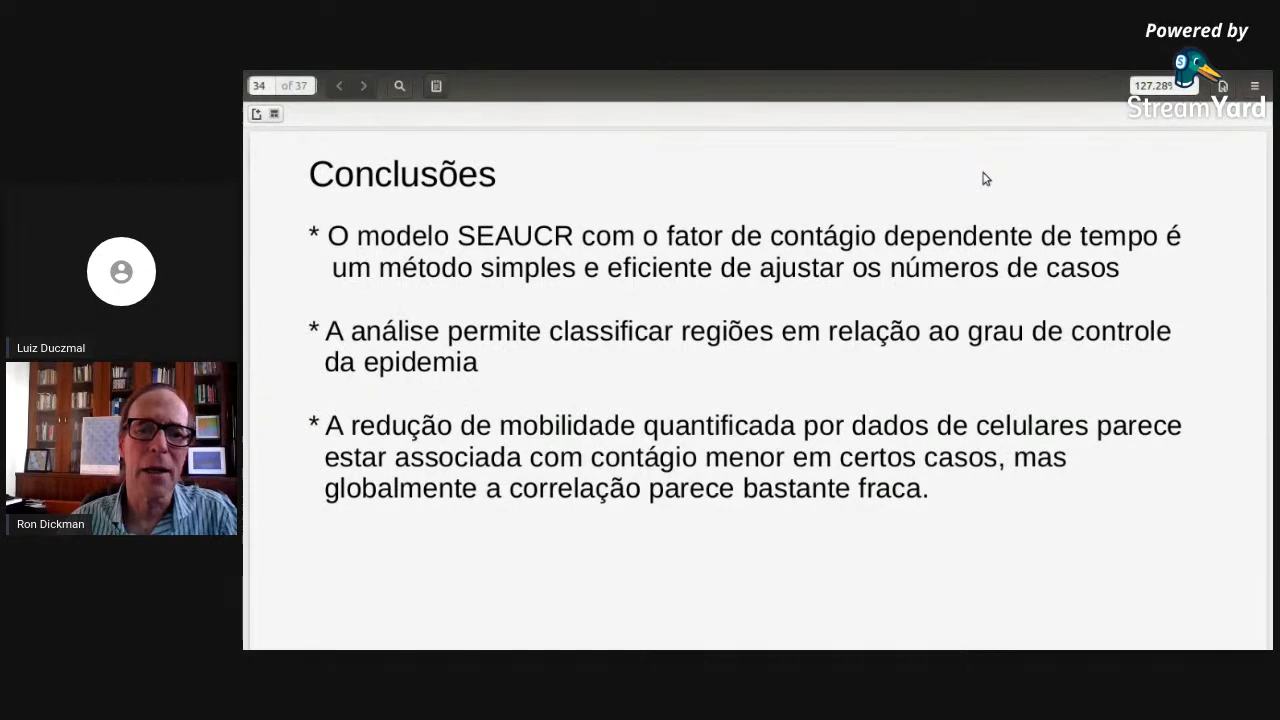 Powered by
StreamYard
34 of 37
127.28%
Conclusões
* O modelo SEAUCR com o fator de contágio dependente de tempo é
um método simples e eficiente de ajustar os números de casos
* A análise permite classificar regiões em relação ao grau de controle
da epidemia
* A redução de mobilidade quantificada por dados de celulares parece
estar associada com contágio menor em certos casos, mas
globalmente a correlação parece bastante fraca.
Luiz Duczmal
Ron Dickman